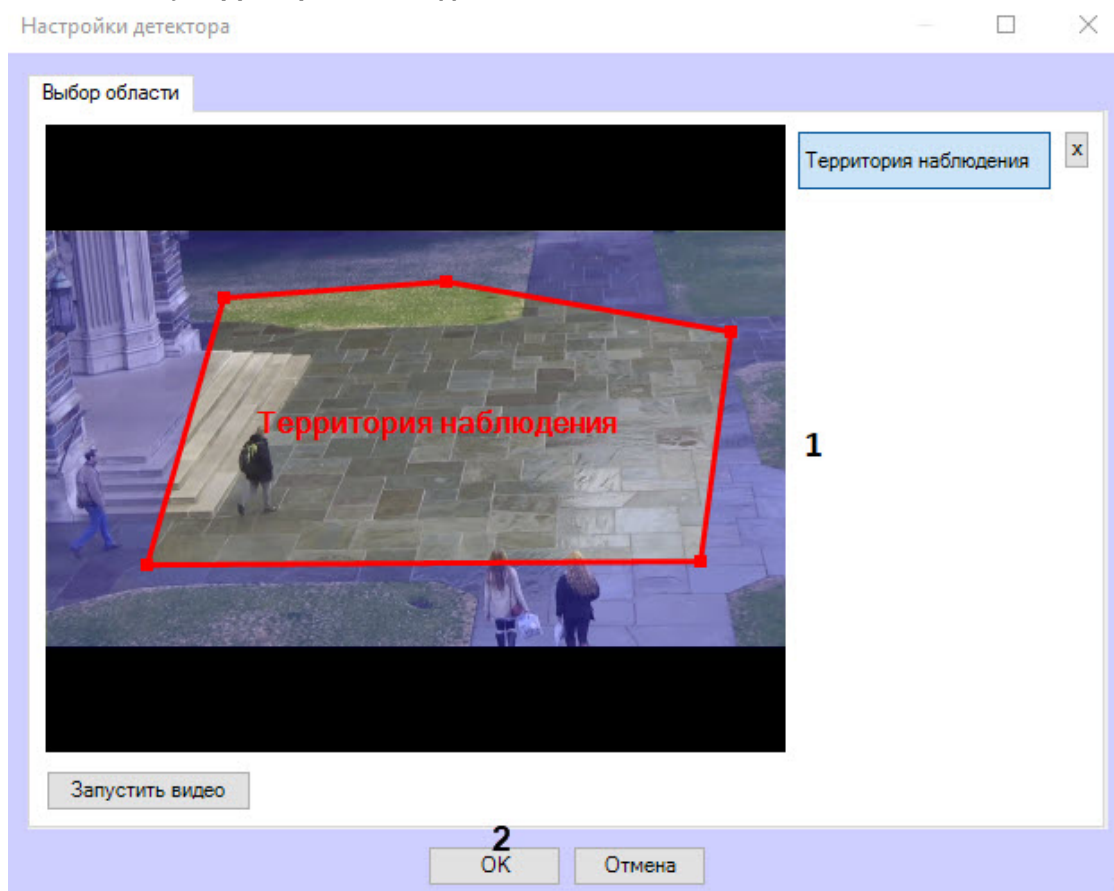 Настройки детектора
Выбор области
Территория наблюдения
x
Территория наблюдения
1
Запустить видео
2
OK
Отмена